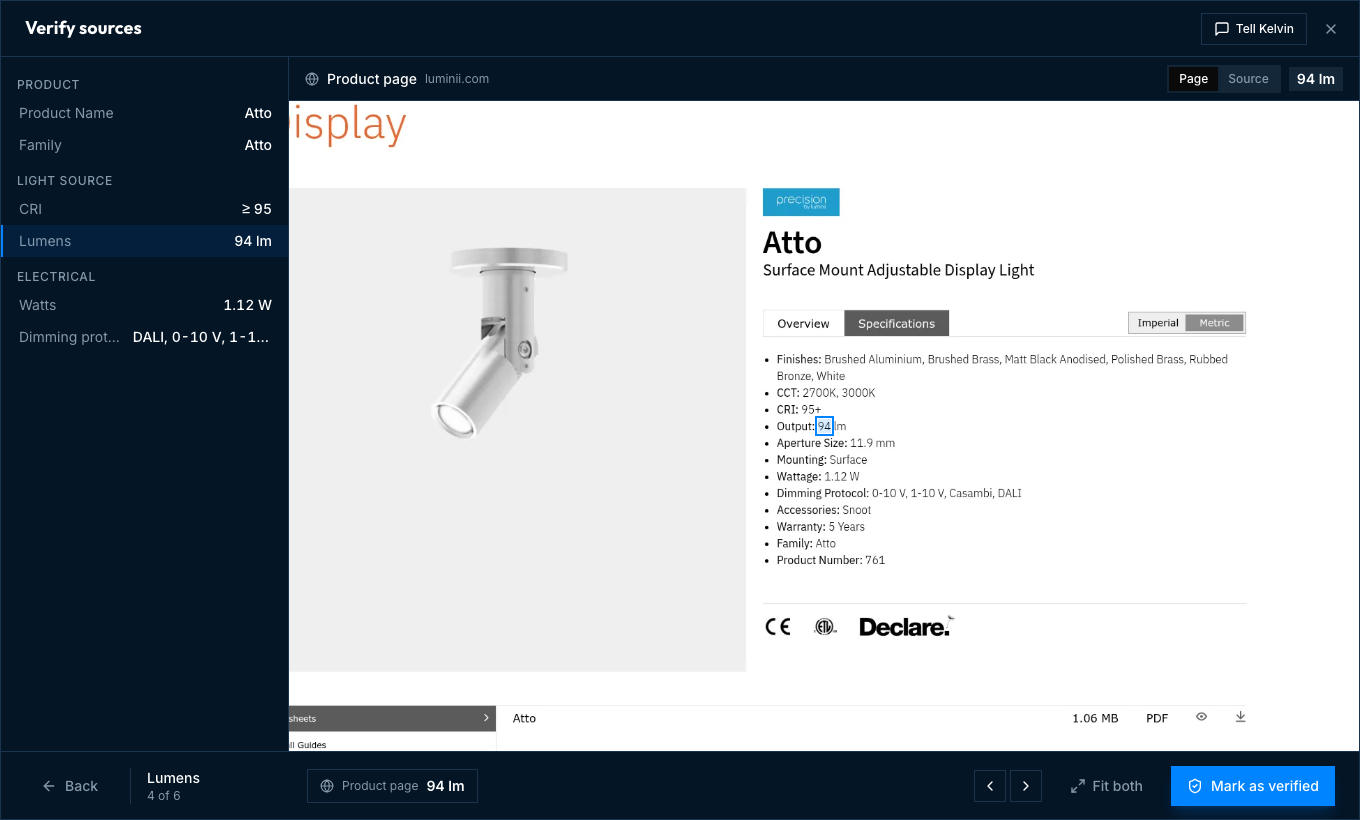 Verify sources
Tell Kelvin
PRODUCT
Product Name Atto
Family Atto
LIGHT SOURCE
CRI ≥ 95
Lumens 94 lm
ELECTRICAL
Watts 1.12 W
Dimming prot... DALI, 0-10 V, 1-1...
Product page luminii.com
Page Source 94 lm
isplay
precision
by luminii
Atto
Surface Mount Adjustable Display Light
Overview Specifications
Imperial Metric
• Finishes: Brushed Aluminium, Brushed Brass, Matt Black Anodised, Polished Brass, Rubbed
Bronze, White
• CCT: 2700K, 3000K
• CRI: 95+
• Output: 94 lm
• Aperture Size: 11.9 mm
• Mounting: Surface
• Wattage: 1.12 W
• Dimming Protocol: 0-10 V, 1-10 V, Casambi, DALI
• Accessories: Snoot
• Warranty: 5 Years
• Family: Atto
• Product Number: 761
CE
ETL
Declare.
sheets
Atto 1.06 MB PDF
ll Guides
Back
Lumens
4 of 6
Product page 94 lm
Fit both
Mark as verified